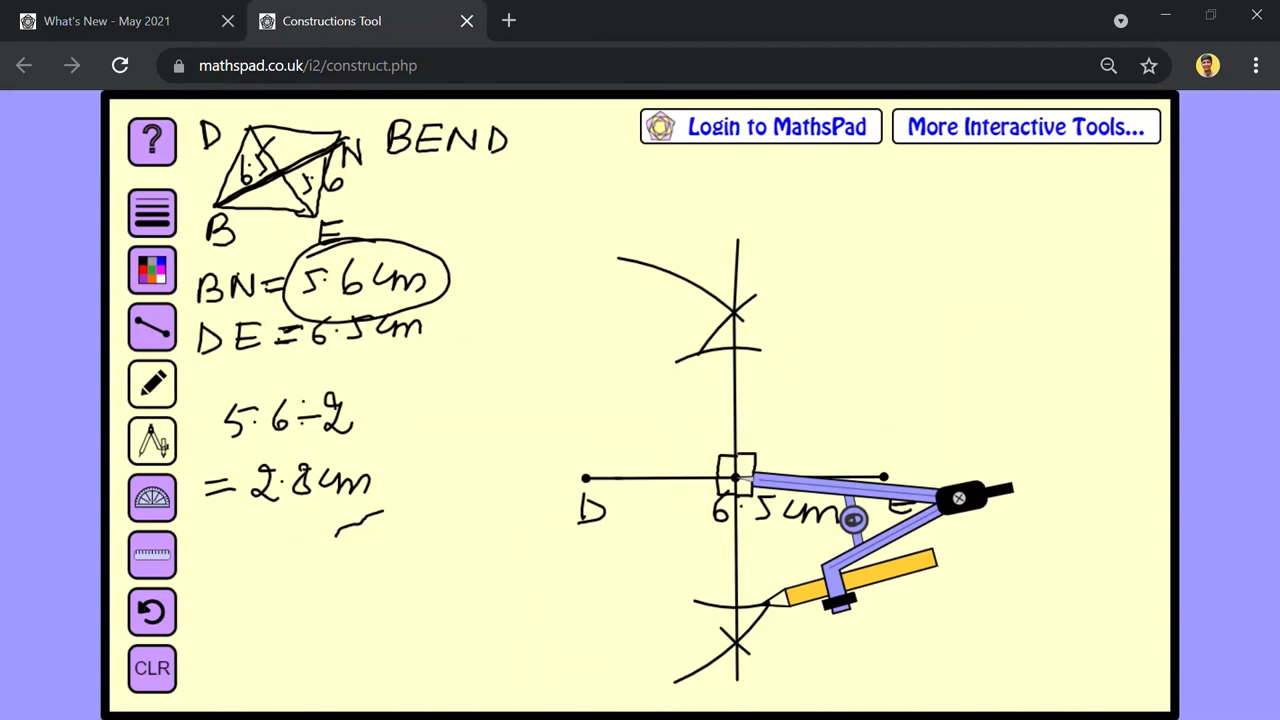 What's New - May 2021
Constructions Tool
mathspad.co.uk/i2/construct.php
?
Login to MathsPad
More Interactive Tools...
D
N
BEND
6.5
5.6
B
E
BN=5.6cm
DE=6.5cm
5.6÷2
=2.8cm
D
6.5cm
E
CLR